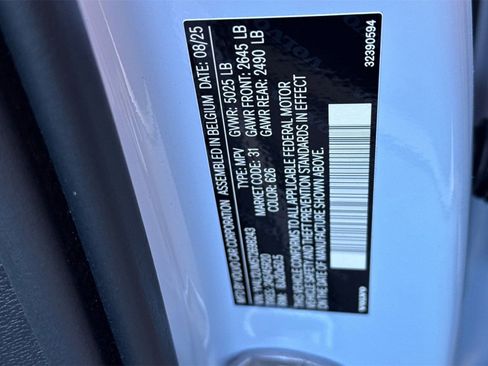 VOLVO CAR CORPORATION
ASSEMBLED IN BELGIUM DATE: 08/25
GVWR: 5025 LB
GAWR FRONT: 2645 LB
GAWR REAR: 2490 LB
TYPE: MPV
MARKET CODE: 31
COLOR: 626
THIS VEHICLE CONFORMS TO ALL APPLICABLE FEDERAL MOTOR
VEHICLE SAFETY AND THEFT PREVENTION STANDARDS IN EFFECT
ON THE DATE OF MANUFACTURE SHOWN ABOVE.
32390594